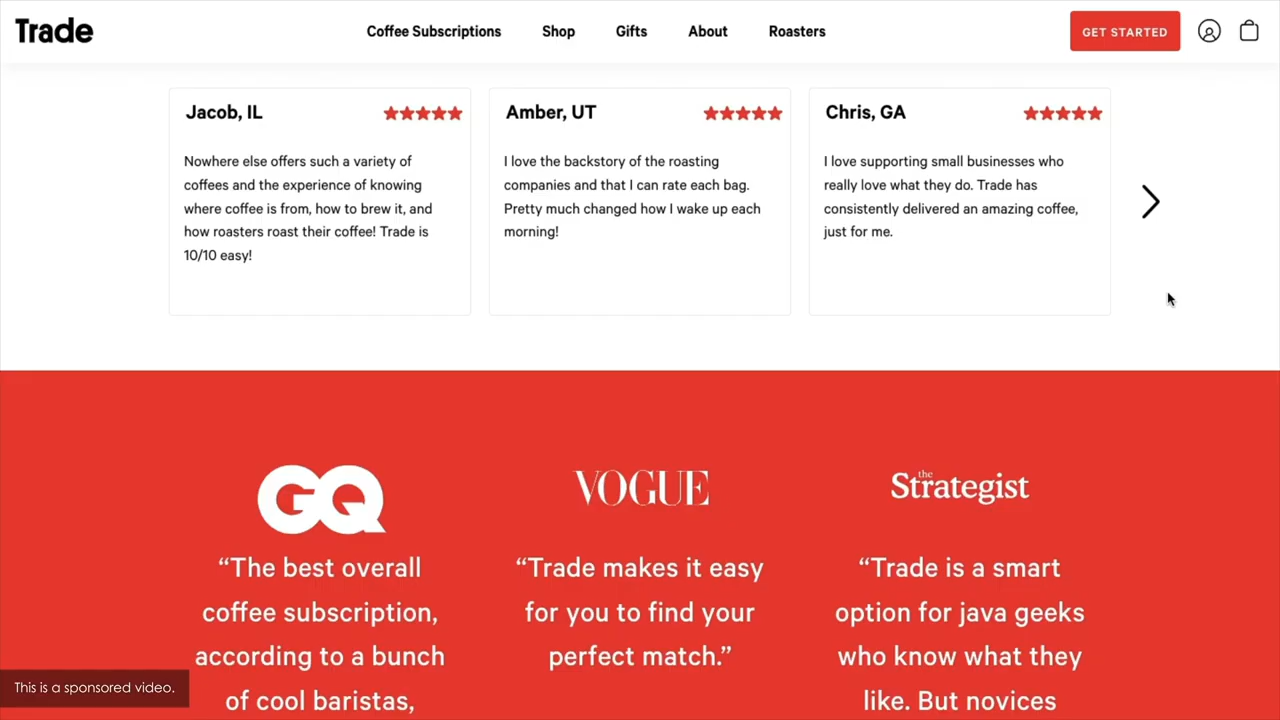 Trade
Coffee Subscriptions
Shop
Gifts
About
Roasters
GET STARTED
Jacob, IL
Nowhere else offers such a variety of
coffees and the experience of knowing
where coffee is from, how to brew it, and
how roasters roast their coffee! Trade is
10/10 easy!
Amber, UT
I love the backstory of the roasting
companies and that I can rate each bag.
Pretty much changed how I wake up each
morning!
Chris, GA
I love supporting small businesses who
really love what they do. Trade has
consistently delivered an amazing coffee,
just for me.
GQ
“The best overall
coffee subscription,
according to a bunch
of cool baristas,
VOGUE
“Trade makes it easy
for you to find your
perfect match.”
the
Strategist
“Trade is a smart
option for java geeks
who know what they
like. But novices
This is a sponsored video.